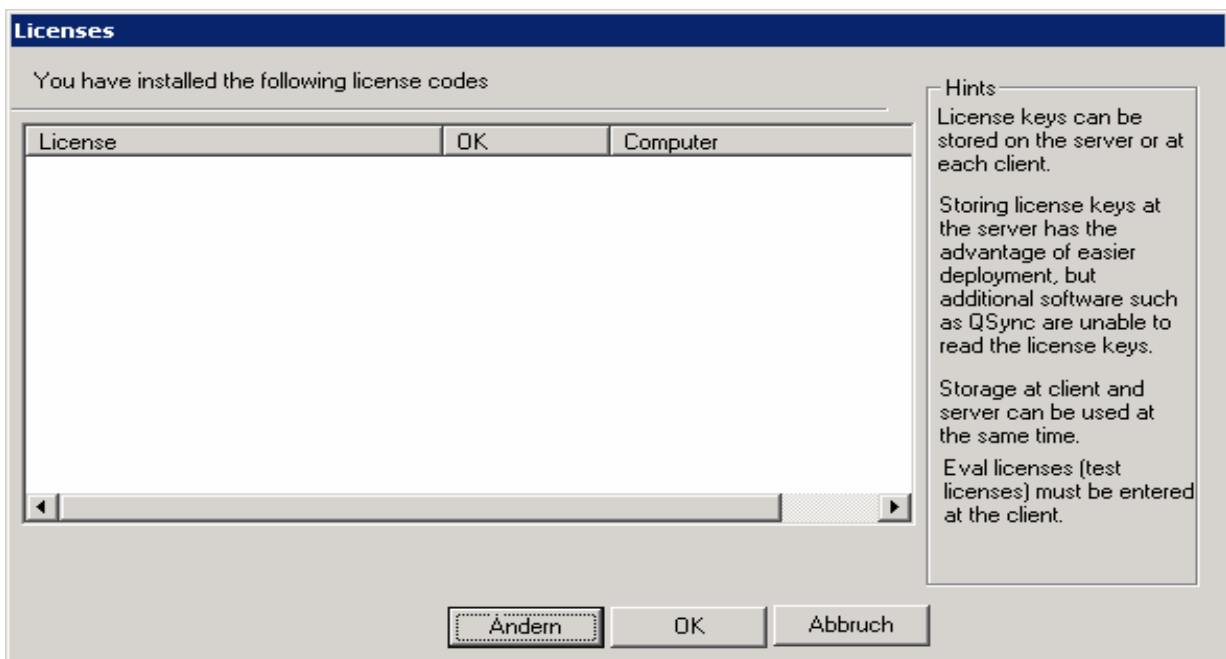 Licenses
You have installed the following license codes
License OK Computer
Hints
License keys can be
stored on the server or at
each client.
Storing license keys at
the server has the
advantage of easier
deployment, but
additional software such
as QSync are unable to
read the license keys.
Storage at client and
server can be used at
the same time.
Eval licenses (test
licenses) must be entered
at the client.
Ändern OK Abbruch